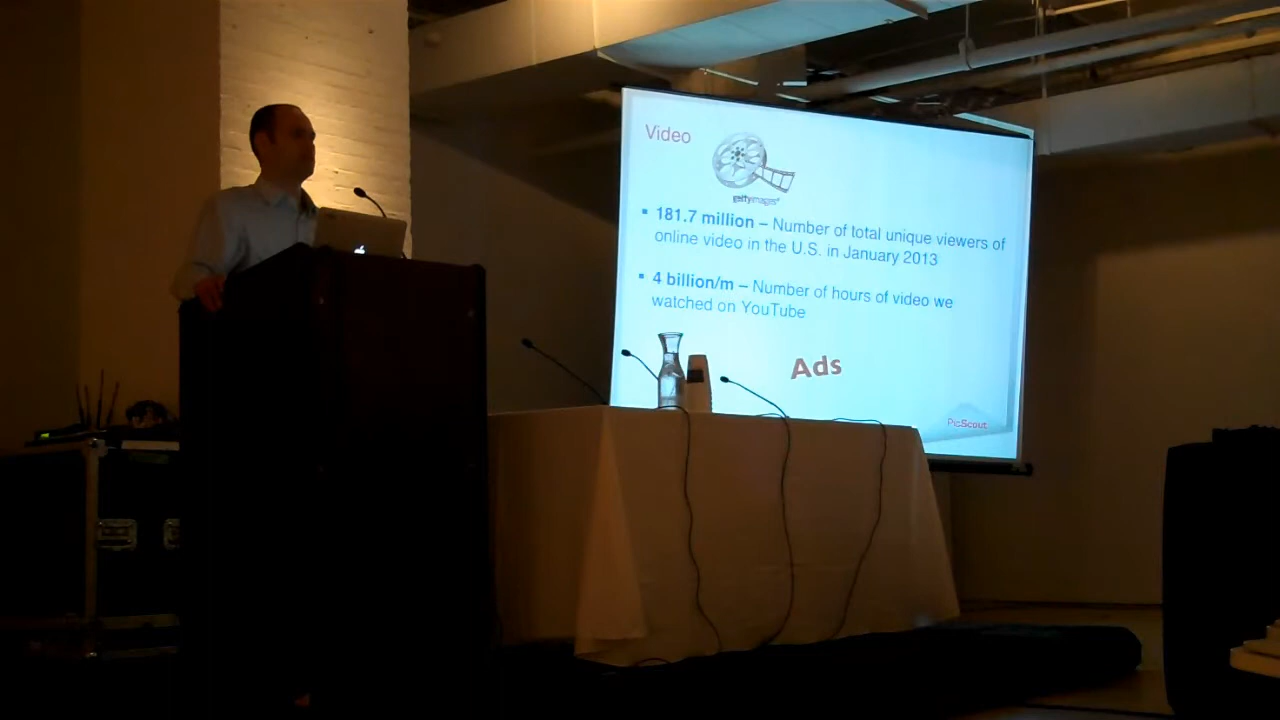 Video
gettyimages®
▪ 181.7 million – Number of total unique viewers of
online video in the U.S. in January 2013
▪ 4 billion/m – Number of hours of video we
watched on YouTube
Ads
PicScout